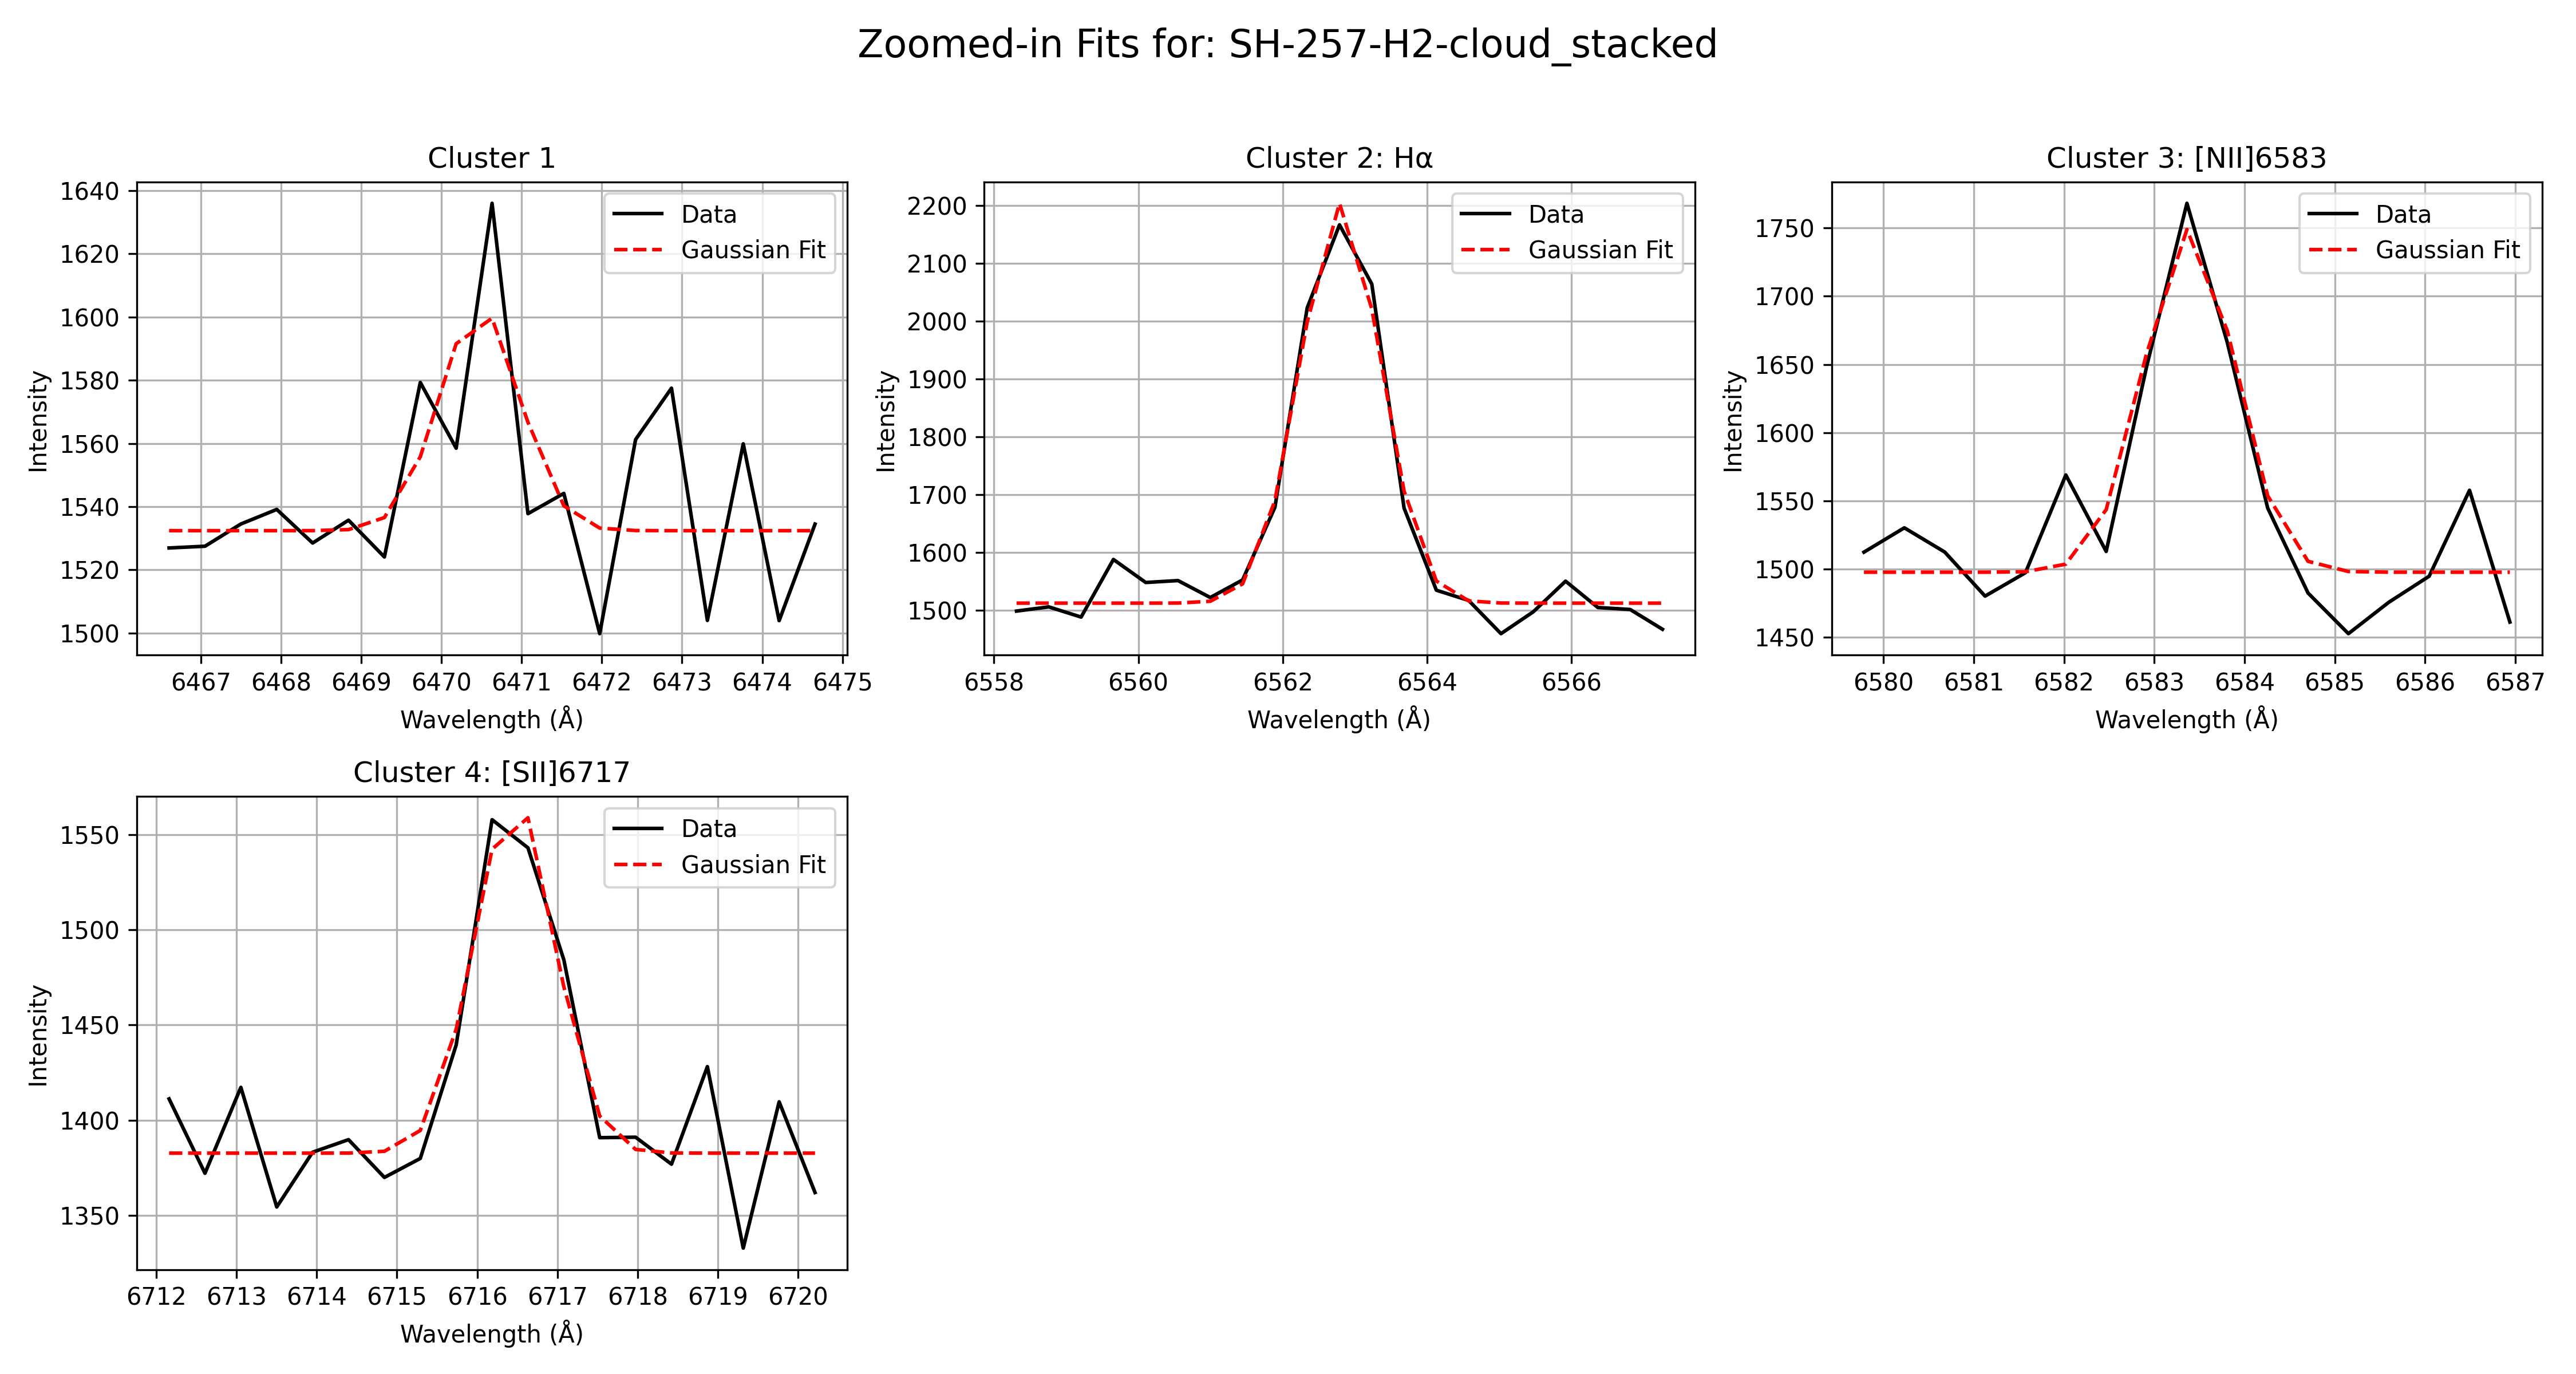 Zoomed-in Fits for: SH-257-H2-cloud_stacked
Cluster 1
Intensity
1640
1620
1600
1580
1560
1540
1520
1500
Data
Gaussian Fit
6467 6468 6469 6470 6471 6472 6473 6474 6475
Wavelength (Å)
Cluster 2: Hα
Intensity
2200
2100
2000
1900
1800
1700
1600
1500
Data
Gaussian Fit
6558 6560 6562 6564 6566
Wavelength (Å)
Cluster 3: [NII]6583
Intensity
1750
1700
1650
1600
1550
1500
1450
Data
Gaussian Fit
6580 6581 6582 6583 6584 6585 6586 6587
Wavelength (Å)
Cluster 4: [SII]6717
Intensity
1550
1500
1450
1400
1350
Data
Gaussian Fit
6712 6713 6714 6715 6716 6717 6718 6719 6720
Wavelength (Å)